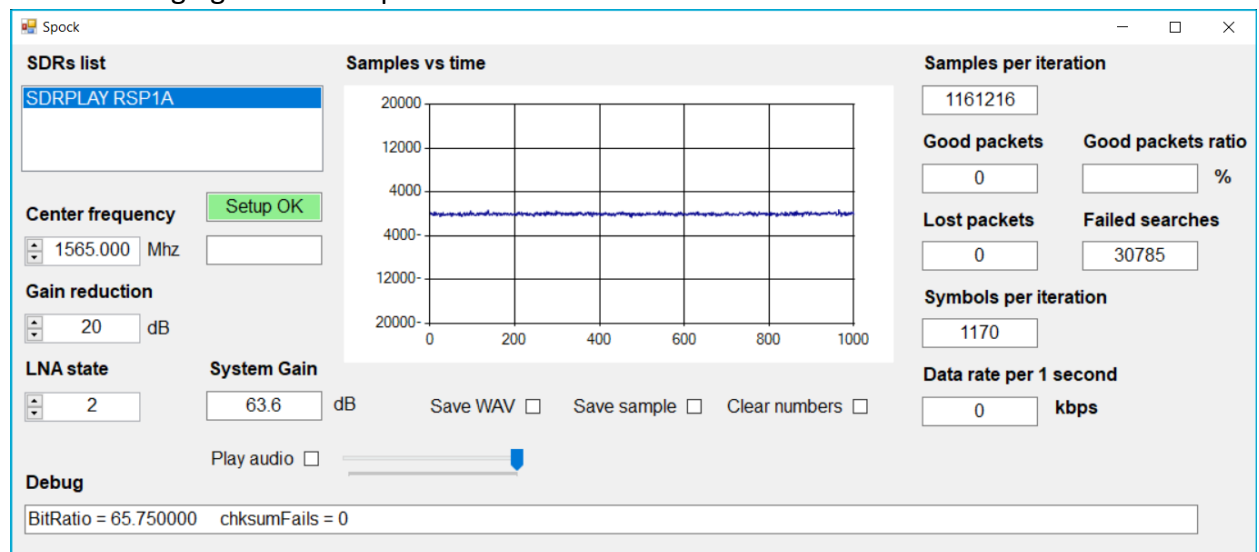 Spock
SDRs list
SDRPLAY RSP1A
Center frequency
Setup OK
1565.000 Mhz
Gain reduction
20 dB
LNA state
2
System Gain
63.6 dB
Samples vs time
20000
12000
4000
4000-
12000-
20000-
0 200 400 600 800 1000
Save WAV
Save sample
Clear numbers
Play audio
Samples per iteration
1161216
Good packets
0
Good packets ratio
%
Lost packets
0
Failed searches
30785
Symbols per iteration
1170
Data rate per 1 second
0 kbps
Debug
BitRatio = 65.750000 chksumFails = 0